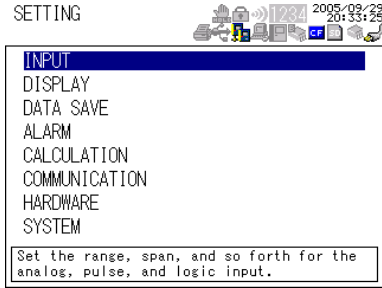 SETTING
1234
2005/09/29
20:33:25
CF SD
INPUT
DISPLAY
DATA SAVE
ALARM
CALCULATION
COMMUNICATION
HARDWARE
SYSTEM
Set the range, span, and so forth for the
analog, pulse, and logic input.